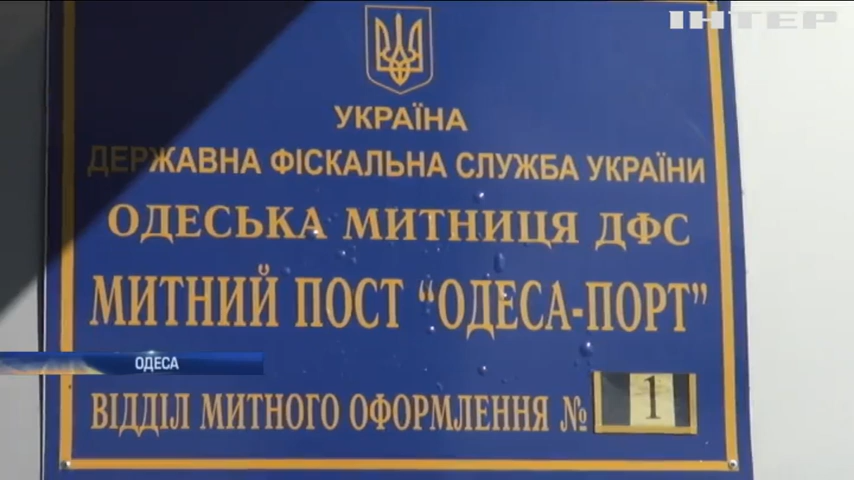 ІНТЕР
УКРАЇНА
ДЕРЖАВНА ФІСКАЛЬНА СЛУЖБА УКРАЇНИ
ОДЕСЬКА МИТНИЦЯ ДФС
МИТНИЙ ПОСТ “ОДЕСА-ПОРТ”
ОДЕСА
ВІДДІЛ МИТНОГО ОФОРМЛЕННЯ № 1